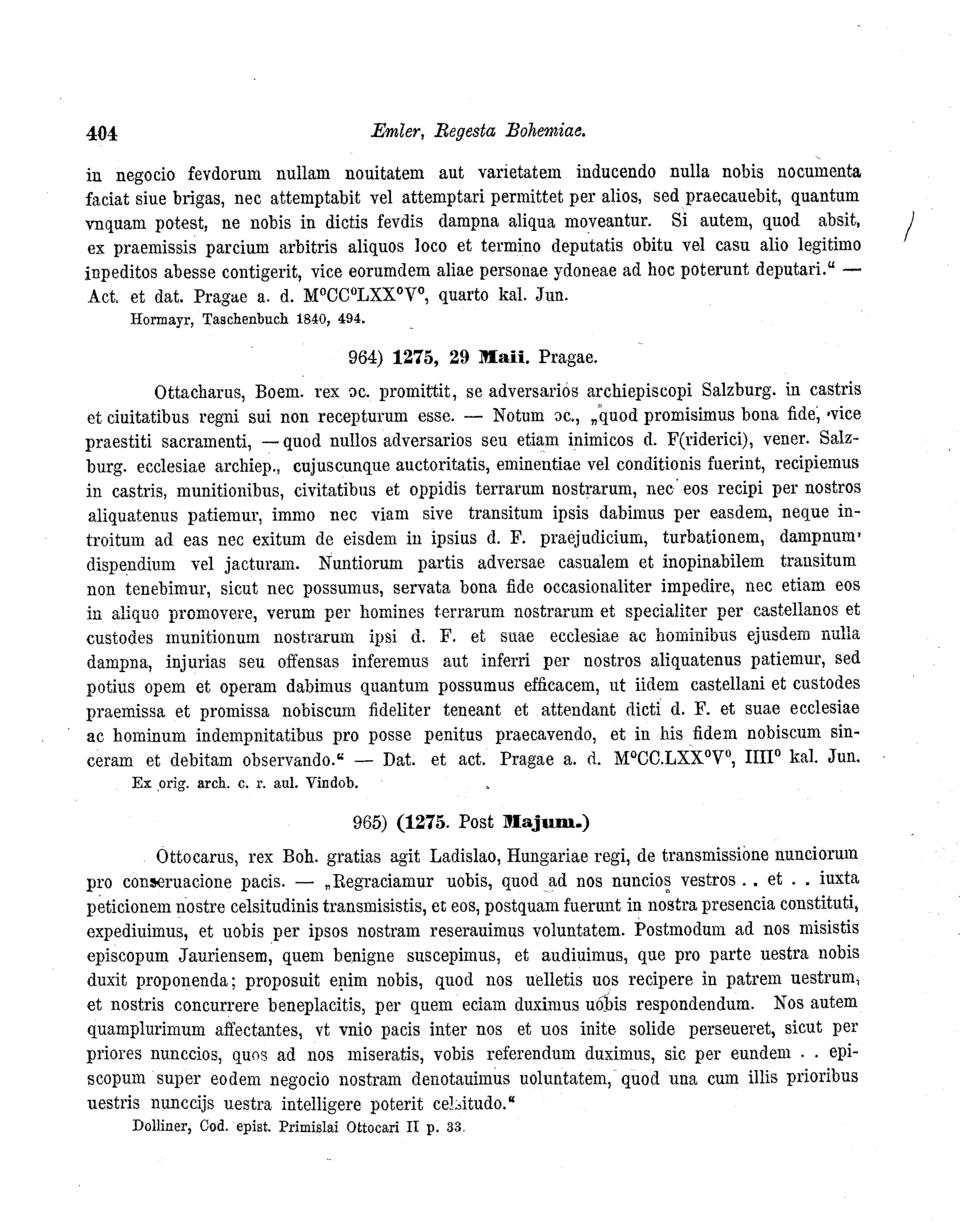 404 Emler, Regesta Bohemiae.
in negocio fevdorum nullam nouitatem aut varietatem inducendo nulla nobis nocumenta
faciat siue brigas, nec attemptabit vel attemptari permittet per alios, sed praecauebit, quantum
vnquam potest, ne nobis in dictis fevdis dampna aliqua moveantur. Si autem, quod absit,
ex praemissis parcium arbitris aliquos loco et termino deputatis obitu vel casu alio legitimo
inpeditos abesse contigerit, vice eorumdem aliae personae ydoneae ad hoc poterunt deputari.“ —
Act. et dat. Pragae a. d. M⁰CC⁰LXX⁰V⁰, quarto kal. Jun.
Hormayr, Taschenbuch 1840, 494.
964) 1275, 29 Maii. Pragae.
Ottacharus, Boem. rex ɔc. promittit, se adversarios archiepiscopi Salzburg. in castris
et ciuitatibus regni sui non recepturum esse. — Notum ɔc., „quod promisimus bona fide, vice
praestiti sacramenti, — quod nullos adversarios seu etiam inimicos d. F(riderici), vener. Salz-
burg. ecclesiae archiep., cujuscunque auctoritatis, eminentiae vel conditionis fuerint, recipiemus
in castris, munitionibus, civitatibus et oppidis terrarum nostrarum, nec eos recipi per nostros
aliquatenus patiemur, immo nec viam sive transitum ipsis dabimus per easdem, neque in-
troitum ad eas nec exitum de eisdem in ipsius d. F. praejudicium, turbationem, dampnum,
dispendium vel jacturam. Nuntiorum partis adversae casualem et inopinabilem transitum
non tenebimur, sicut nec possumus, servata bona fide occasionaliter impedire, nec etiam eos
in aliquo promovere, verum per homines terrarum nostrarum et specialiter per castellanos et
custodes munitionum nostrarum ipsi d. F. et suae ecclesiae ac hominibus ejusdem nulla
dampna, injurias seu offensas inferemus aut inferri per nostros aliquatenus patiemur, sed
potius opem et operam dabimus quantum possumus efficacem, ut iidem castellani et custodes
praemissa et promissa nobiscum fideliter teneant et attendant dicti d. F. et suae ecclesiae
ac hominum indempnitatibus pro posse penitus praecavendo, et in his fidem nobiscum sin-
ceram et debitam observando.“ — Dat. et act. Pragae a. d. M⁰CC.LXX⁰V⁰, IIII⁰ kal. Jun.
Ex orig. arch. c. r. aul. Vindob.
965) (1275. Post Majum.)
Ottocarus, rex Boh. gratias agit Ladislao, Hungariae regi, de transmissione nunciorum
pro conseruacione pacis. — „Regraciamur uobis, quod ad nos nuncios vestros . . et . . iuxta
peticionem nostre celsitudinis transmisistis, et eos, postquam fuerunt in nostra presencia constituti,
expediuimus, et uobis per ipsos nostram reserauimus voluntatem. Postmodum ad nos misistis
episcopum Jauriensem, quem benigne suscepimus, et audiuimus, que pro parte uestra nobis
duxit proponenda; proposuit enim nobis, quod nos uelletis uos recipere in patrem uestrum,
et nostris concurrere beneplacitis, per quem eciam duximus uobis respondendum. Nos autem
quamplurimum affectantes, vt vnio pacis inter nos et uos inite solide perseueret, sicut per
priores nunccios, quos ad nos miseratis, vobis referendum duximus, sic per eundem . . epi-
scopum super eodem negocio nostram denotauimus uoluntatem, quod una cum illis prioribus
uestris nunccijs uestra intelligere poterit celsitudo.“
Dolliner, Cod. epist. Primislai Ottocari II p. 33.